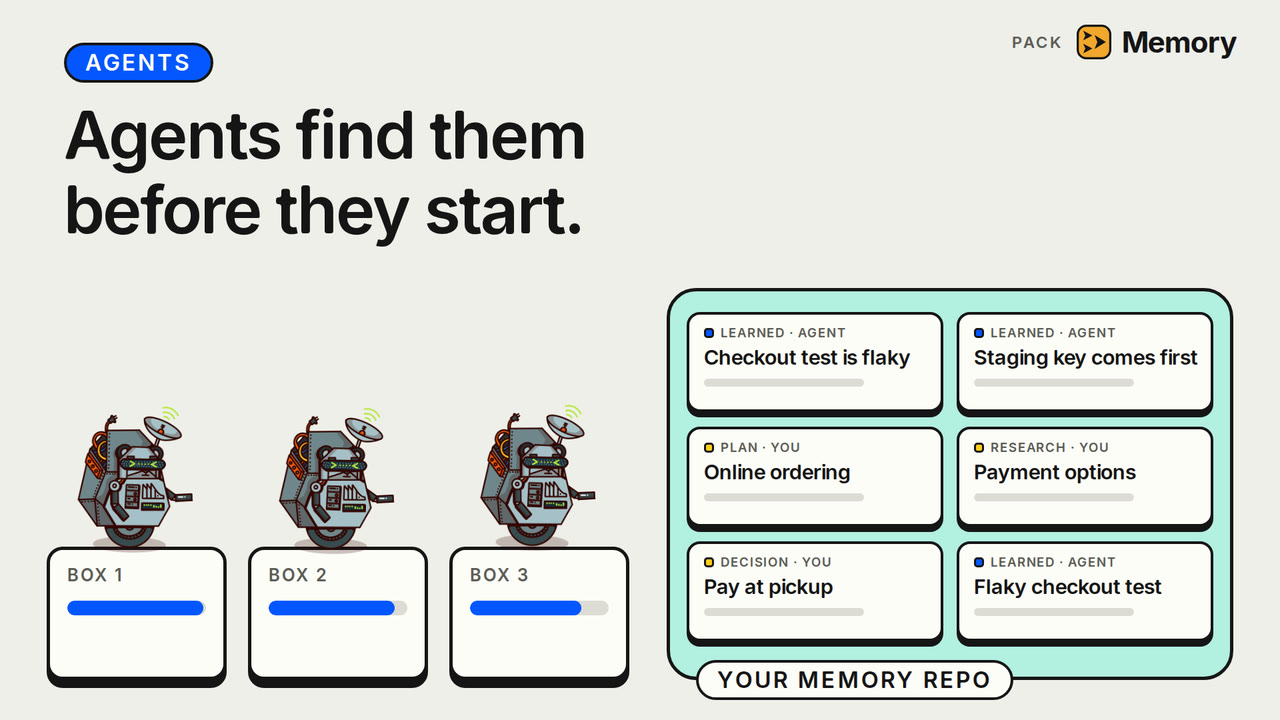 AGENTS
PACK Memory
Agents find them
before they start.
LEARNED · AGENT
Checkout test is flaky
LEARNED · AGENT
Staging key comes first
PLAN · YOU
Online ordering
RESEARCH · YOU
Payment options
DECISION · YOU
Pay at pickup
LEARNED · AGENT
Flaky checkout test
BOX 1
BOX 2
BOX 3
YOUR MEMORY REPO